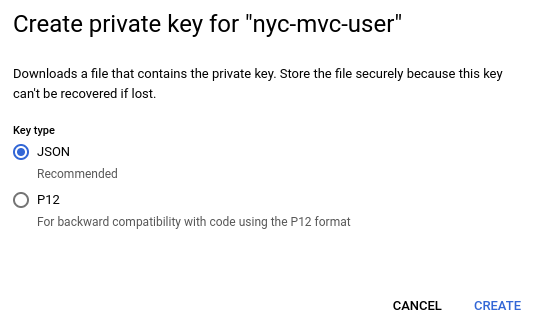 Create private key for "nyc-mvc-user"
Downloads a file that contains the private key. Store the file securely because this key
can't be recovered if lost.
Key type
JSON
Recommended
P12
For backward compatibility with code using the P12 format
CANCEL CREATE